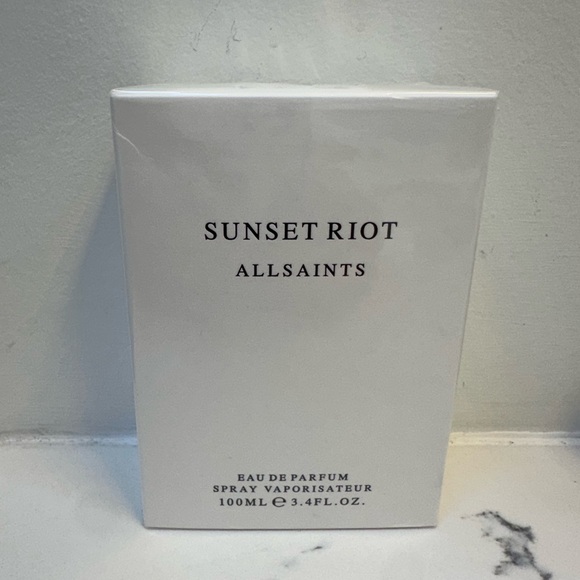 SUNSET RIOT
ALLSAINTS
EAU DE PARFUM
SPRAY VAPORISATEUR
100ML ℮ 3.4FL.OZ.